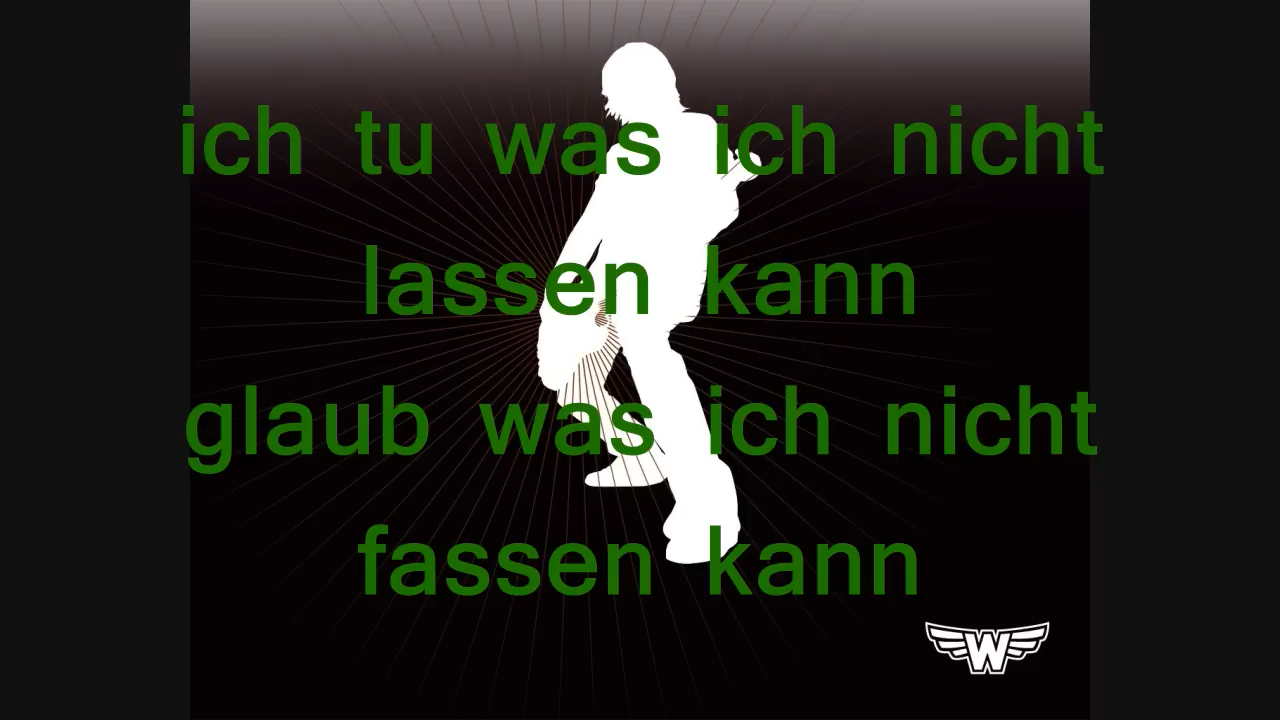 ich tu was ich nicht
lassen kann
glaub was ich nicht
fassen kann
W